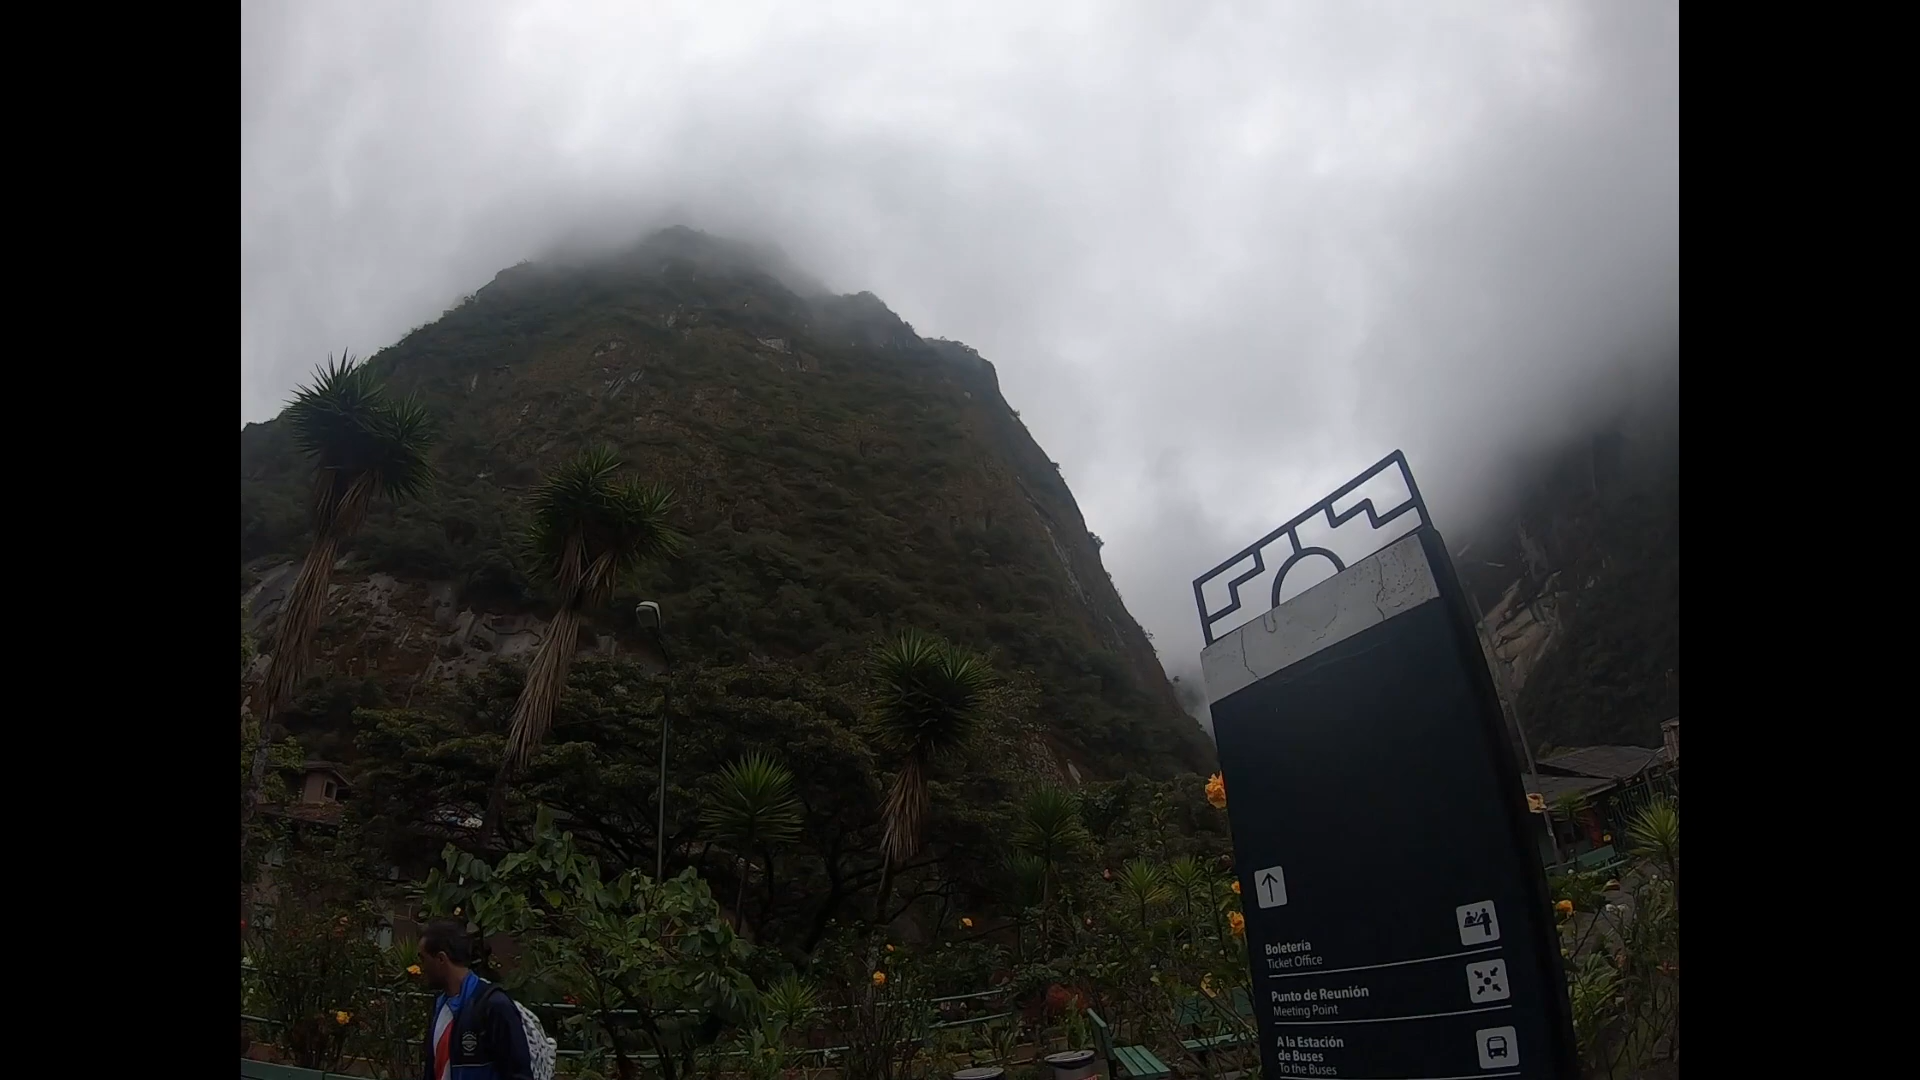 Boletería
Ticket Office
Punto de Reunión
Meeting Point
A la Estación
de Buses
To the Buses